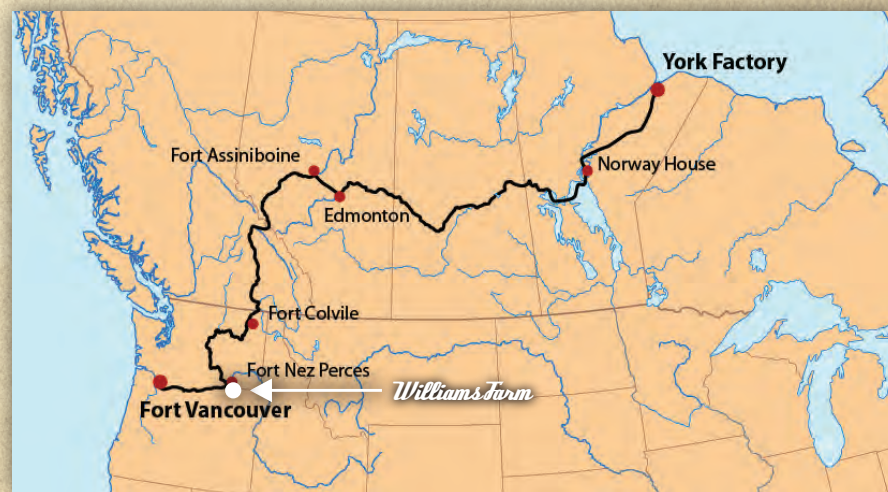 York Factory
Fort Assiniboine
Norway House
Edmonton
Fort Colvile
Fort Nez Perces
Williams Farm
Fort Vancouver